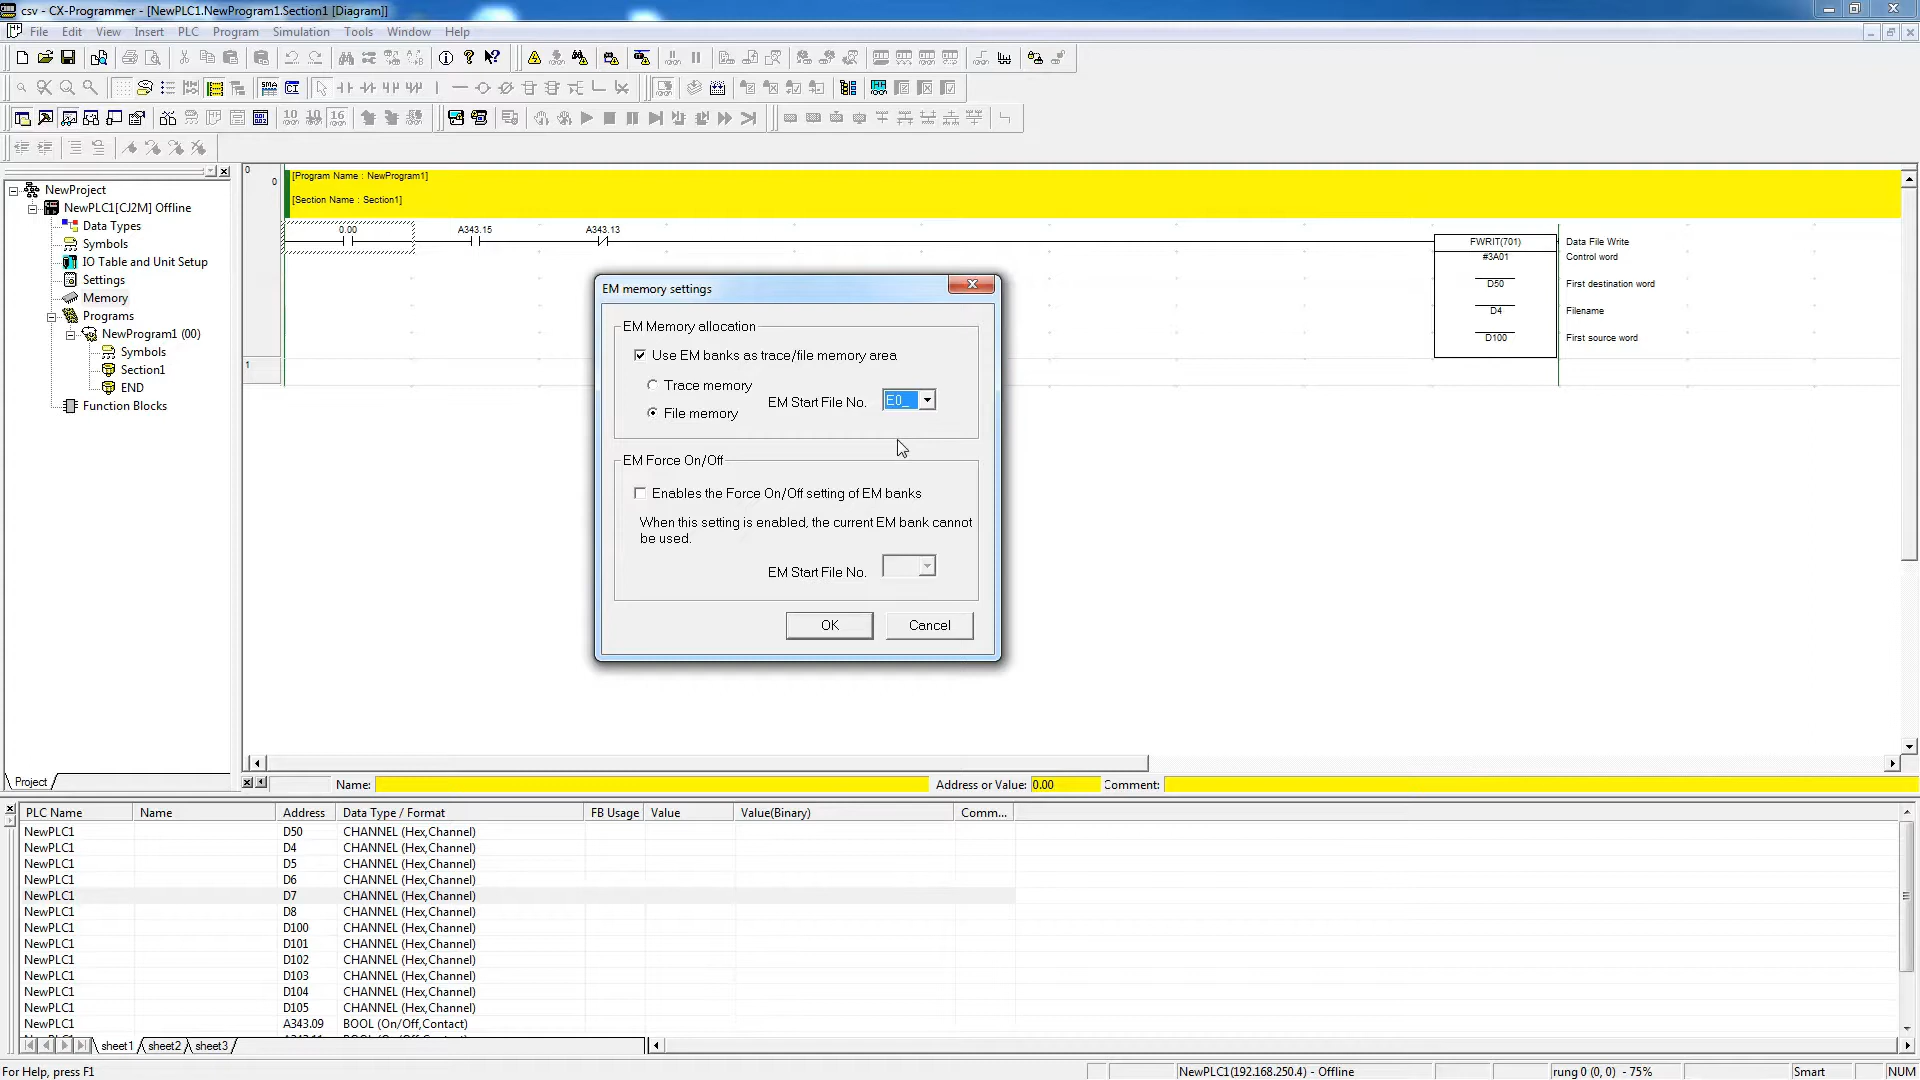 csv - CX-Programmer - [NewPLC1.NewProgram1.Section1 [Diagram]]
File Edit View Insert PLC Program Simulation Tools Window Help
SMA CI
10 10 16
NewProject
NewPLC1[CJ2M] Offline
Data Types
Symbols
IO Table and Unit Setup
Settings
Memory
Programs
NewProgram1 (00)
Symbols
Section1
END
Function Blocks
Project
0
0
[Program Name : NewProgram1]
[Section Name : Section1]
0.00 A343.15 A343.13
FWRIT(701) Data File Write
#3A01 Control word
D50 First destination word
D4 Filename
D100 First source word
1
EM memory settings
EM Memory allocation
Use EM banks as trace/file memory area
Trace memory
EM Start File No. E0_
File memory
EM Force On/Off
Enables the Force On/Off setting of EM banks
When this setting is enabled, the current EM bank cannot
be used.
EM Start File No.
OK Cancel
Name: Address or Value: 0.00 Comment:
PLC Name Name Address Data Type / Format FB Usage Value Value(Binary) Comm...
NewPLC1 D50 CHANNEL (Hex,Channel)
NewPLC1 D4 CHANNEL (Hex,Channel)
NewPLC1 D5 CHANNEL (Hex,Channel)
NewPLC1 D6 CHANNEL (Hex,Channel)
NewPLC1 D7 CHANNEL (Hex,Channel)
NewPLC1 D8 CHANNEL (Hex,Channel)
NewPLC1 D100 CHANNEL (Hex,Channel)
NewPLC1 D101 CHANNEL (Hex,Channel)
NewPLC1 D102 CHANNEL (Hex,Channel)
NewPLC1 D103 CHANNEL (Hex,Channel)
NewPLC1 D104 CHANNEL (Hex,Channel)
NewPLC1 D105 CHANNEL (Hex,Channel)
NewPLC1 A343.09 BOOL (On/Off,Contact)
sheet1 sheet2 sheet3
For Help, press F1 NewPLC1(192.168.250.4) - Offline rung 0 (0, 0) - 75% Smart NUM